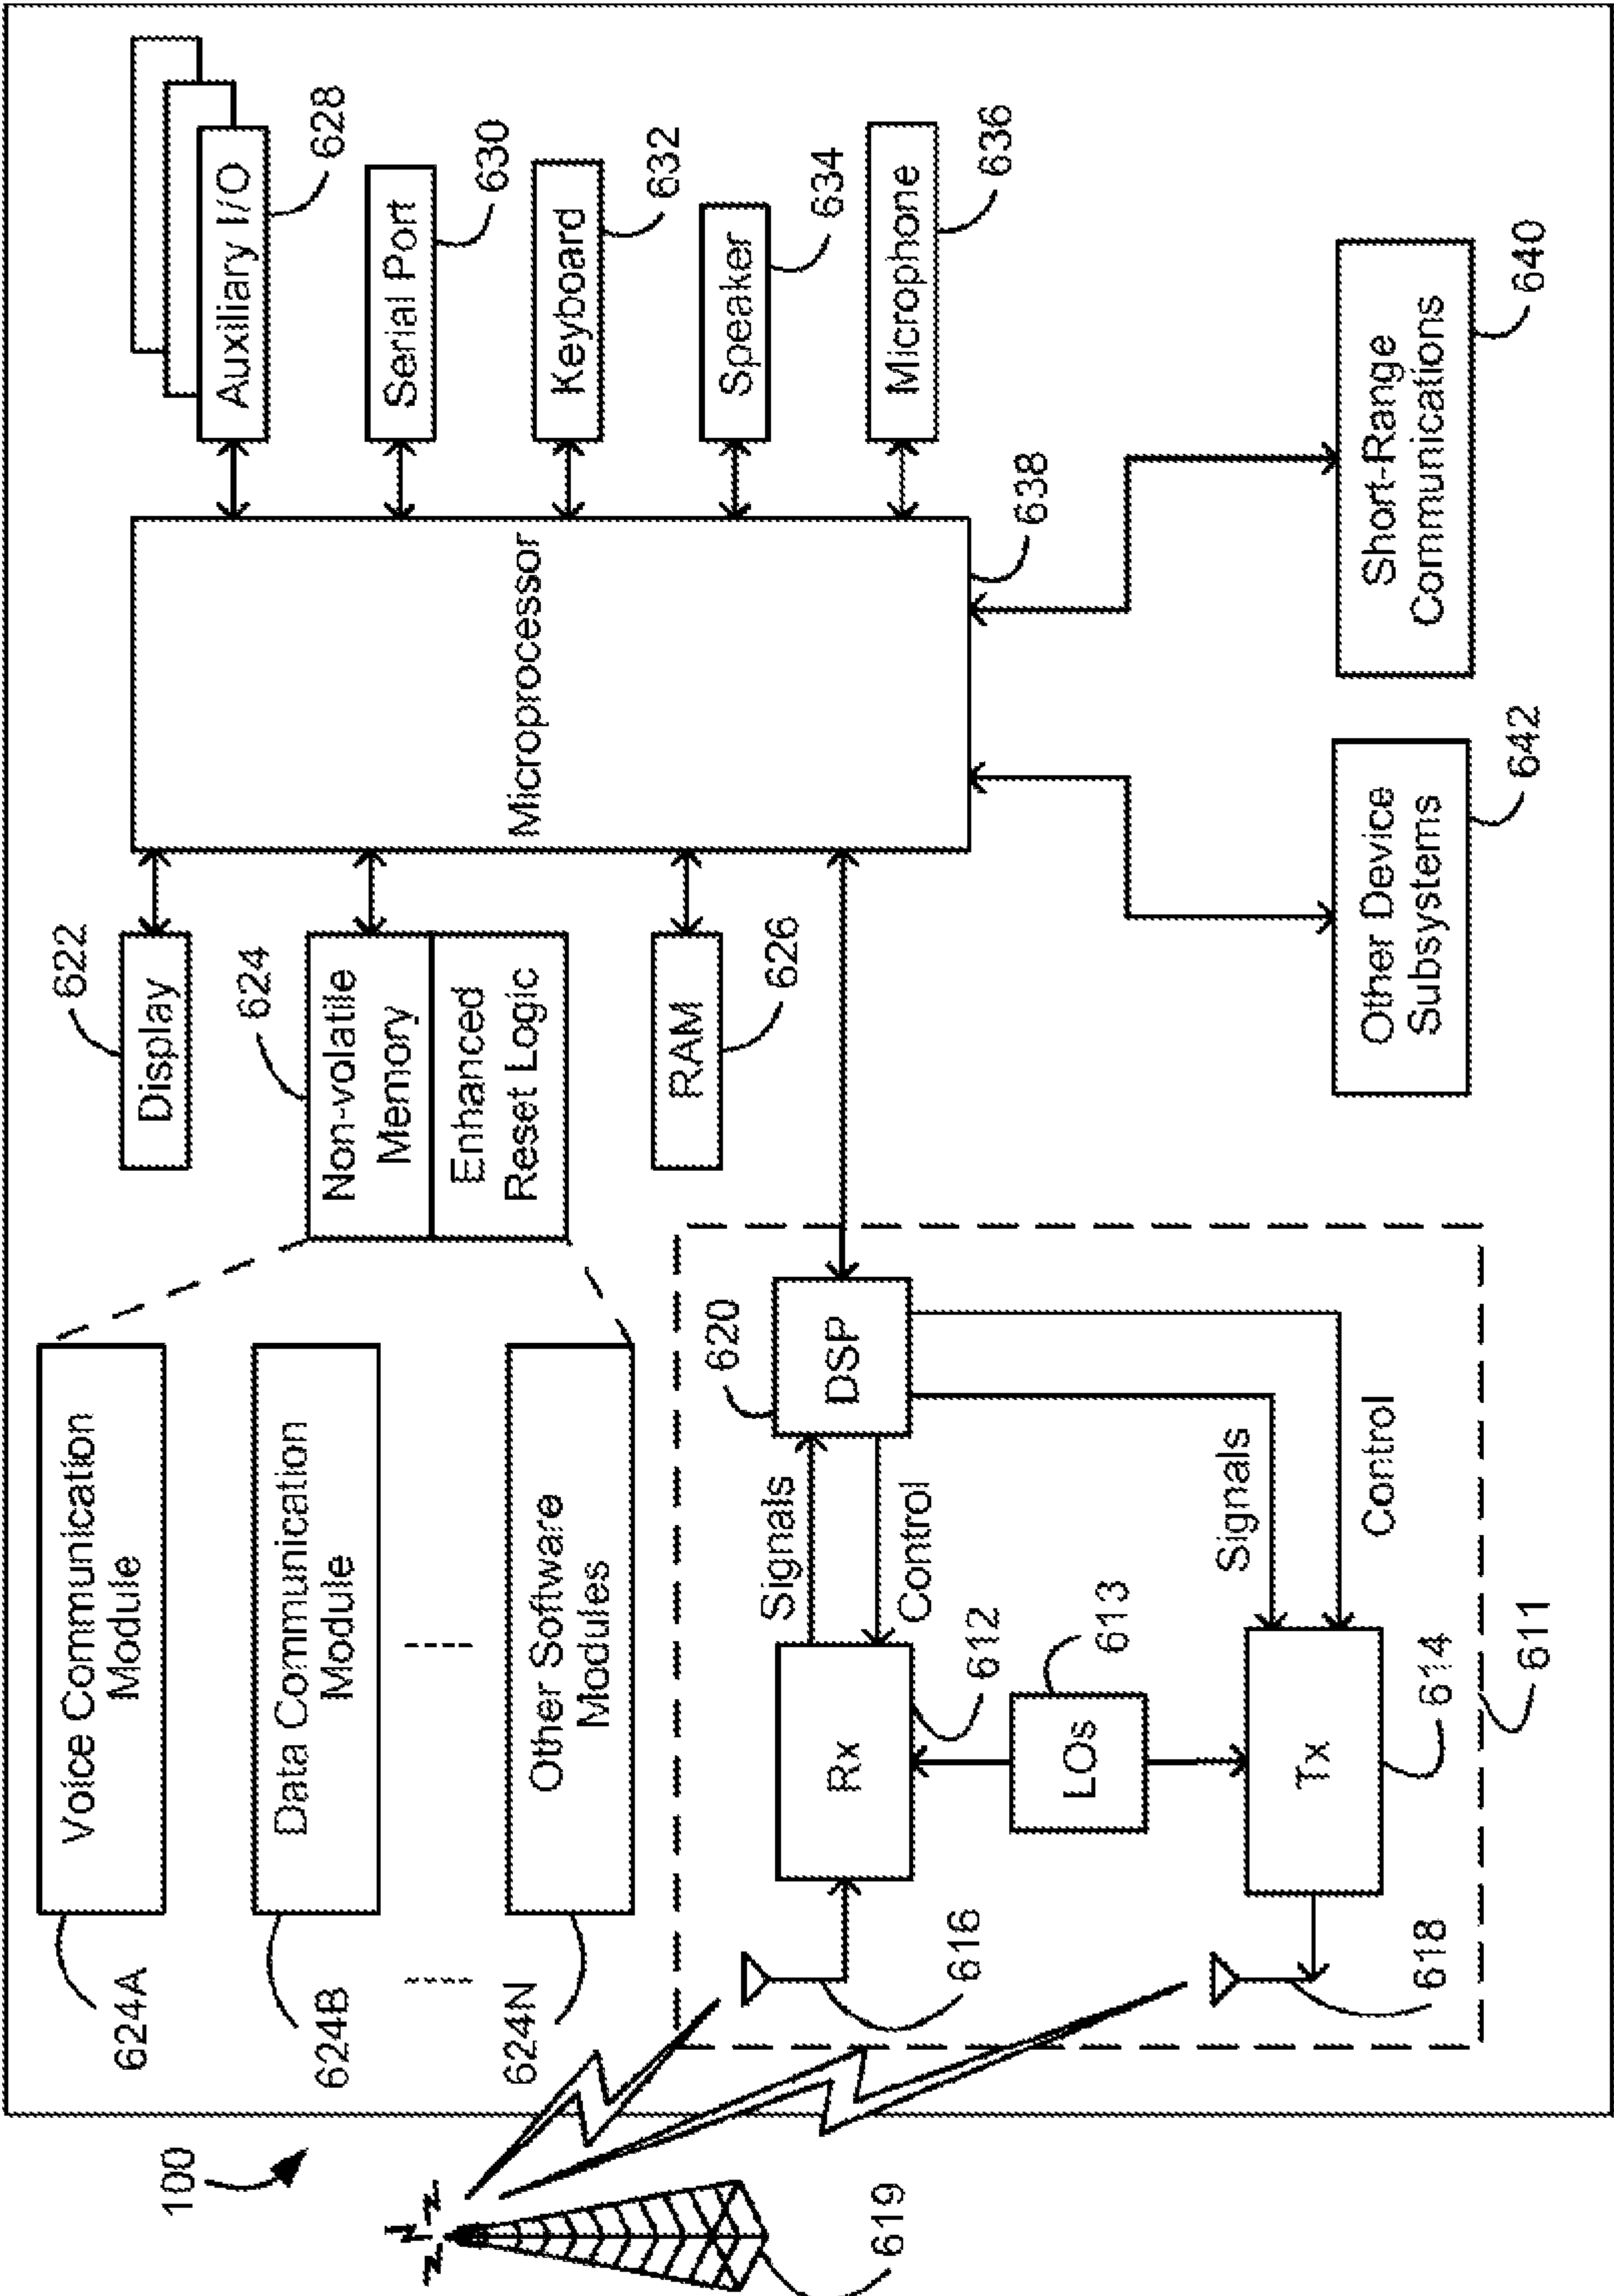 100
624A
Voice Communication
Module
624B
Data Communication
Module
624N
Other Software
Modules
622
Display
624
Non-volatile
Memory
Enhanced
Reset Logic
RAM
626
Microprocessor
638
Auxiliary I/O
628
Serial Port
630
Keyboard
632
Speaker
634
Microphone
636
619
616
Rx
612
Signals
Control
620
DSP
LOs
613
618
Tx
614
Signals
Control
611
Other Device
Subsystems
642
Short-Range
Communications
640